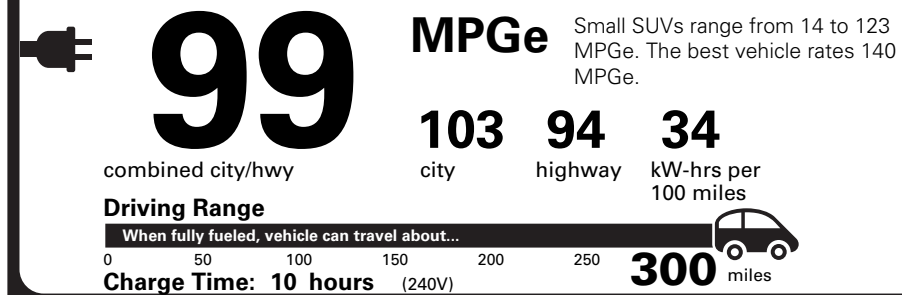 99
MPGe
Small SUVs range from 14 to 123
MPGe. The best vehicle rates 140
MPGe.
combined city/hwy
103
city
94
highway
34
kW-hrs per
100 miles
Driving Range
When fully fueled, vehicle can travel about...
0 50 100 150 200 250 300 miles
Charge Time: 10 hours (240V)